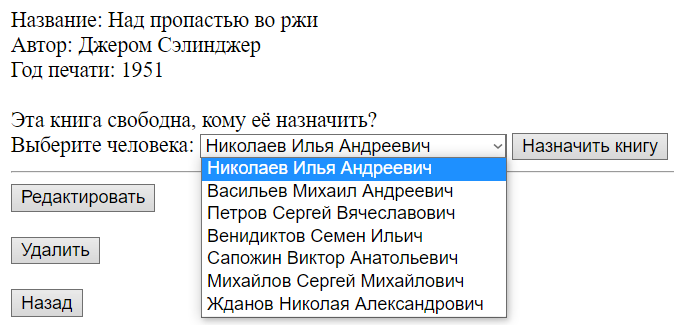 Название: Над пропастью во ржи
Автор: Джером Сэлинджер
Год печати: 1951
Эта книга свободна, кому её назначить?
Выберите человека: Николаев Илья Андреевич Назначить книгу
Николаев Илья Андреевич
Васильев Михаил Андреевич
Петров Сергей Вячеславович
Венидиктов Семен Ильич
Сапожин Виктор Анатольевич
Михайлов Сергей Михайлович
Жданов Николая Александрович
Редактировать
Удалить
Назад